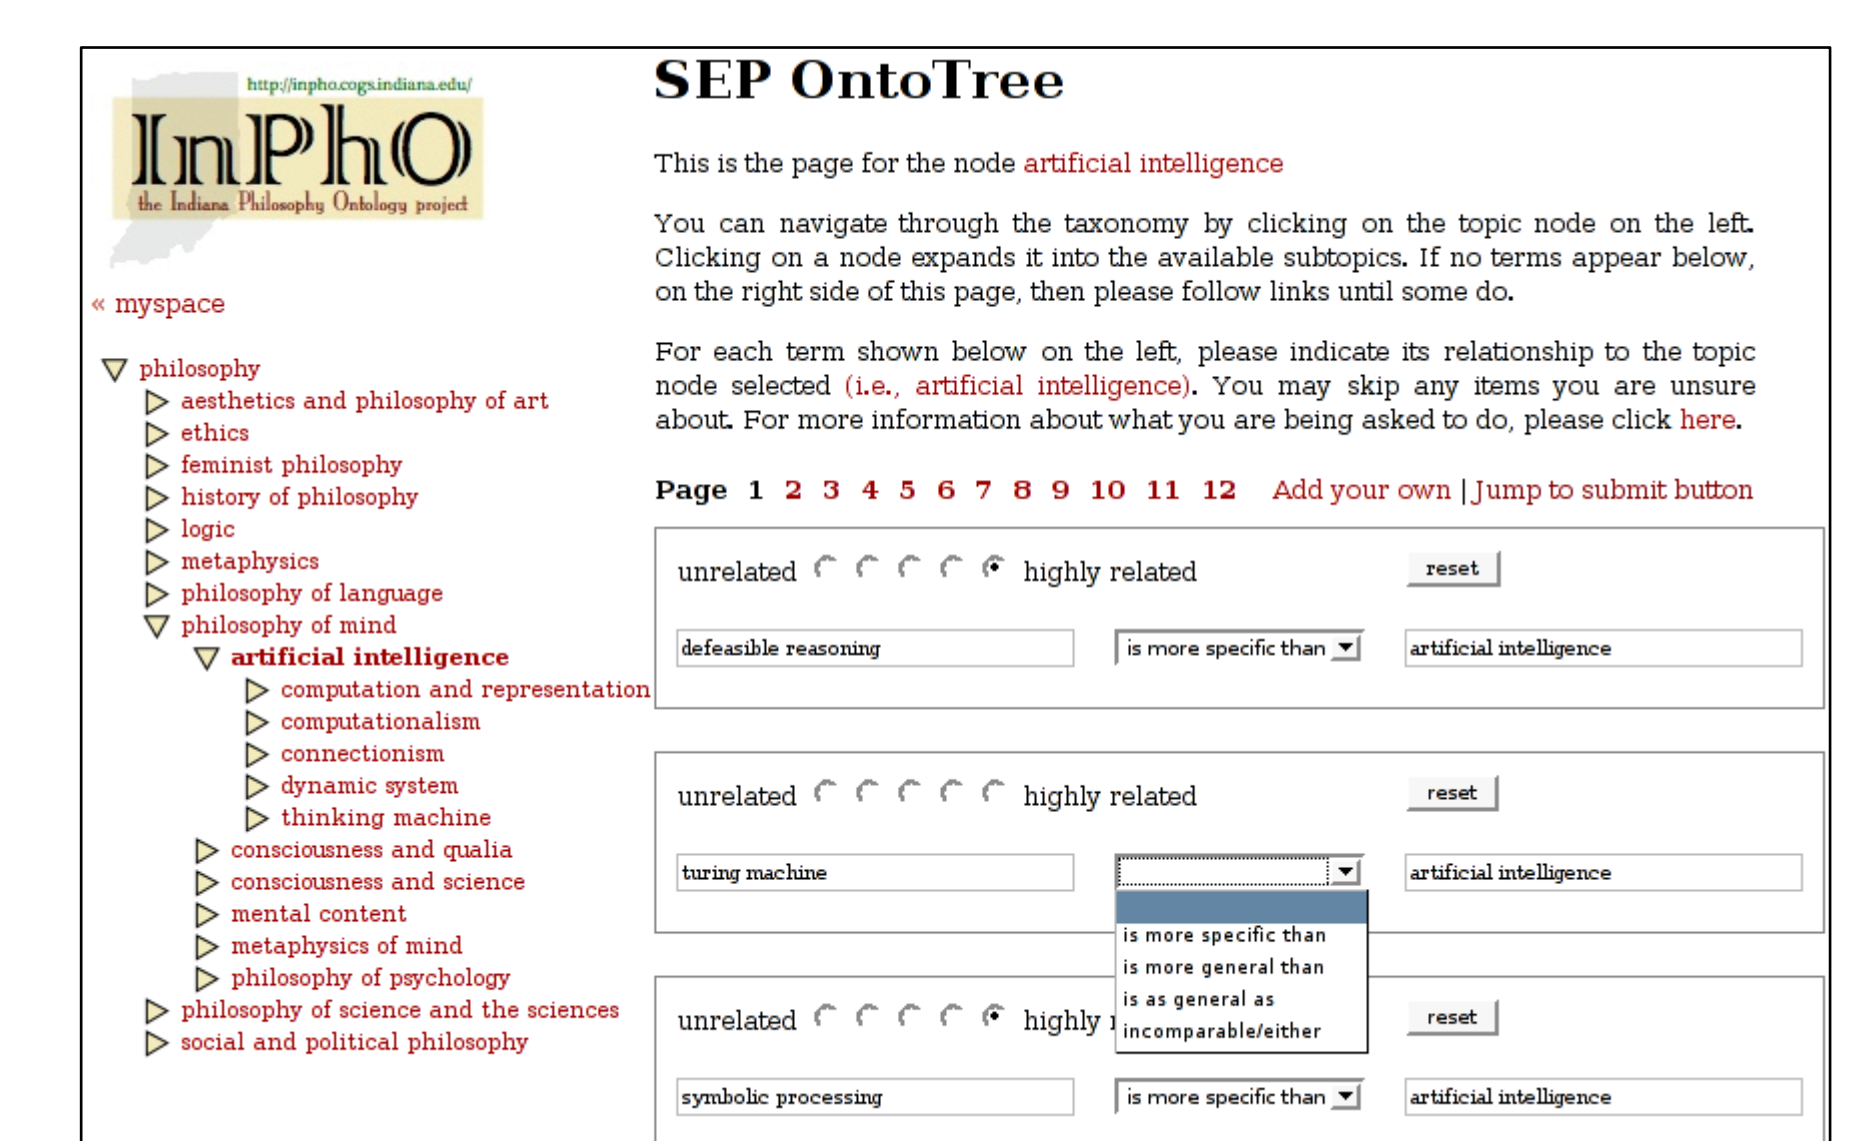 http://inpho.cogs.indiana.edu/
InPhO
the Indiana Philosophy Ontology project
« myspace
philosophy
aesthetics and philosophy of art
ethics
feminist philosophy
history of philosophy
logic
metaphysics
philosophy of language
philosophy of mind
artificial intelligence
computation and representation
computationalism
connectionism
dynamic system
thinking machine
consciousness and qualia
consciousness and science
mental content
metaphysics of mind
philosophy of psychology
philosophy of science and the sciences
social and political philosophy
SEP OntoTree
This is the page for the node artificial intelligence
You can navigate through the taxonomy by clicking on the topic node on the left.
Clicking on a node expands it into the available subtopics. If no terms appear below,
on the right side of this page, then please follow links until some do.
For each term shown below on the left, please indicate its relationship to the topic
node selected (i.e., artificial intelligence). You may skip any items you are unsure
about. For more information about what you are being asked to do, please click here.
Page 1 2 3 4 5 6 7 8 9 10 11 12 Add your own | Jump to submit button
unrelated highly related reset
defeasible reasoning is more specific than artificial intelligence
unrelated highly related reset
turing machine artificial intelligence
is more specific than
is more general than
is as general as
incomparable/either
unrelated highly reset
symbolic processing is more specific than artificial intelligence